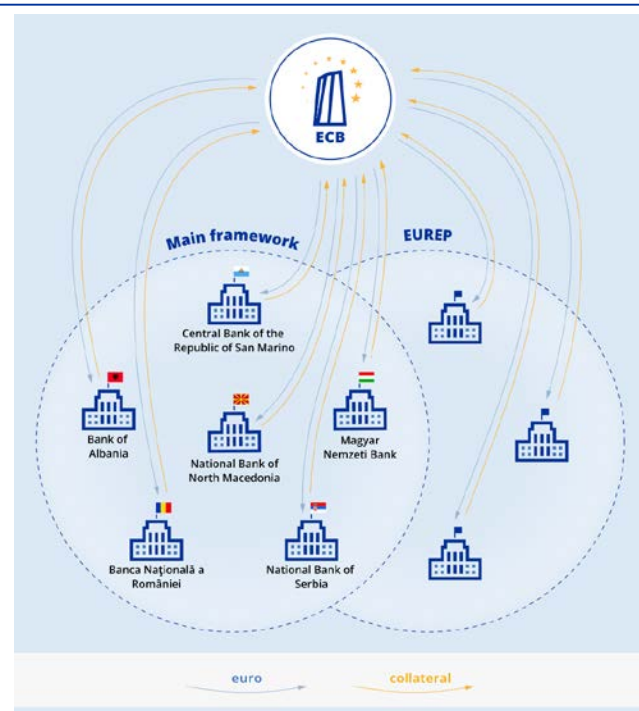 ECB
Main framework
EUREP
Central Bank of the
Republic of San Marino
Bank of
Albania
National Bank of
North Macedonia
Magyar
Nemzeti Bank
Banca Naţională a
României
National Bank of
Serbia
euro
collateral